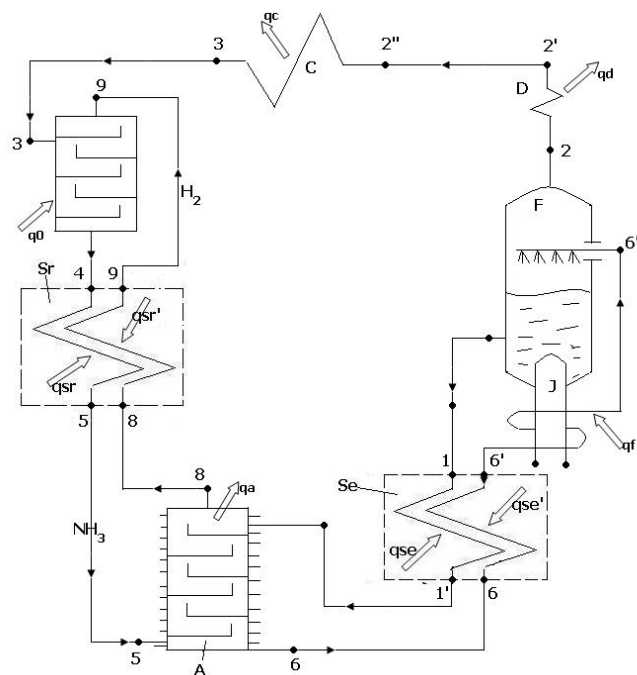 qc
3
2"
2'
C
qd
9
D
3
2
H₂
F
q0
6"
Sr
4
9
qsr'
qsr
J
5
8
qf
8
qa
1
6'
Se
qse'
NH₃
qse
1'
6
5
A
6